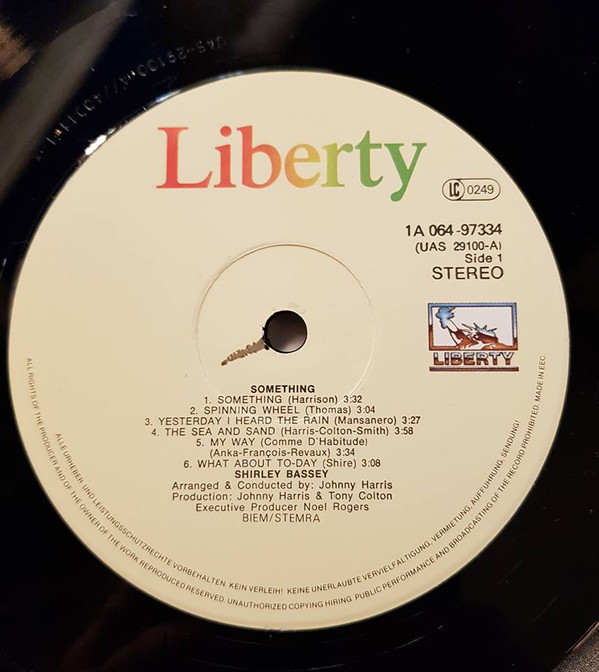 Liberty
LC 0249
1A 064-97334
(UAS 29100-A)
Side 1
STEREO
LIBERTY
SOMETHING
1. SOMETHING (Harrison) 3:32
2. SPINNING WHEEL (Thomas) 3:04
3. YESTERDAY I HEARD THE RAIN (Mansanero) 3:27
4. THE SEA AND SAND (Harris-Colton-Smith) 3:58
5. MY WAY (Comme D'Habitude)
(Anka-François-Revaux) 3:34
6. WHAT ABOUT TO-DAY (Shire) 3:08
SHIRLEY BASSEY
Arranged & Conducted by: Johnny Harris
Production: Johnny Harris & Tony Colton
Executive Producer Noel Rogers
BIEM/STEMRA
ALLE URHEBER- UND LEISTUNGSSCHUTZRECHTE VORBEHALTEN. KEIN VERLEIH! KEINE UNERLAUBTE VERVIELFÄLTIGUNG, VERMIETUNG, AUFFÜHRUNG, SENDUNG!
ALL RIGHTS OF THE PRODUCER AND OF THE OWNER OF THE WORK REPRODUCED RESERVED. UNAUTHORIZED COPYING HIRING, PUBLIC PERFORMANCE AND BROADCASTING OF THE RECORD PROHIBITED. MADE IN EEC.